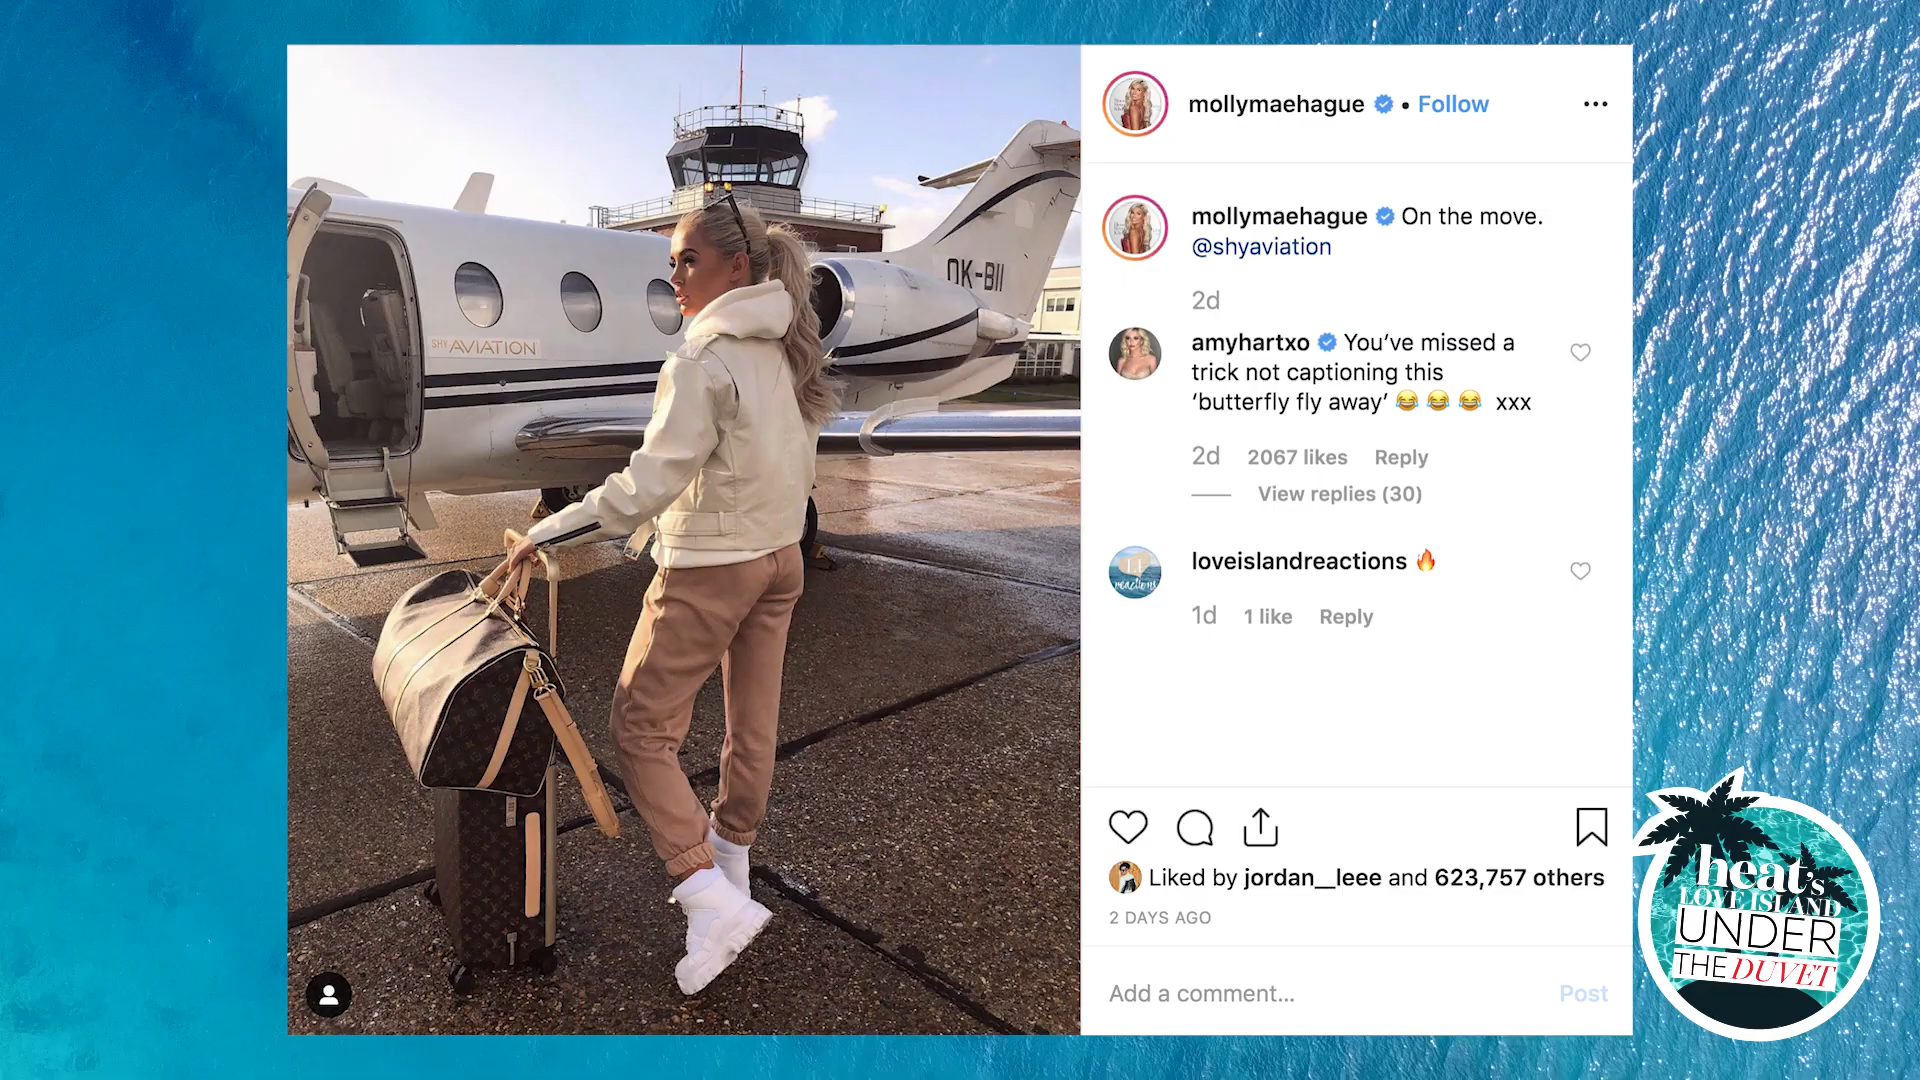 OK-BII
SHY AVIATION
mollymaehague • Follow
mollymaehague On the move.
@shyaviation
2d
amyhartxo You’ve missed a
trick not captioning this
‘butterfly fly away’ 😂 😂 😂 xxx
2d 2067 likes Reply
View replies (30)
loveislandreactions 🔥
1d 1 like Reply
Liked by jordan__leee and 623,757 others
2 DAYS AGO
Add a comment... Post
heat's
LOVE ISLAND
UNDER
THE DUVET